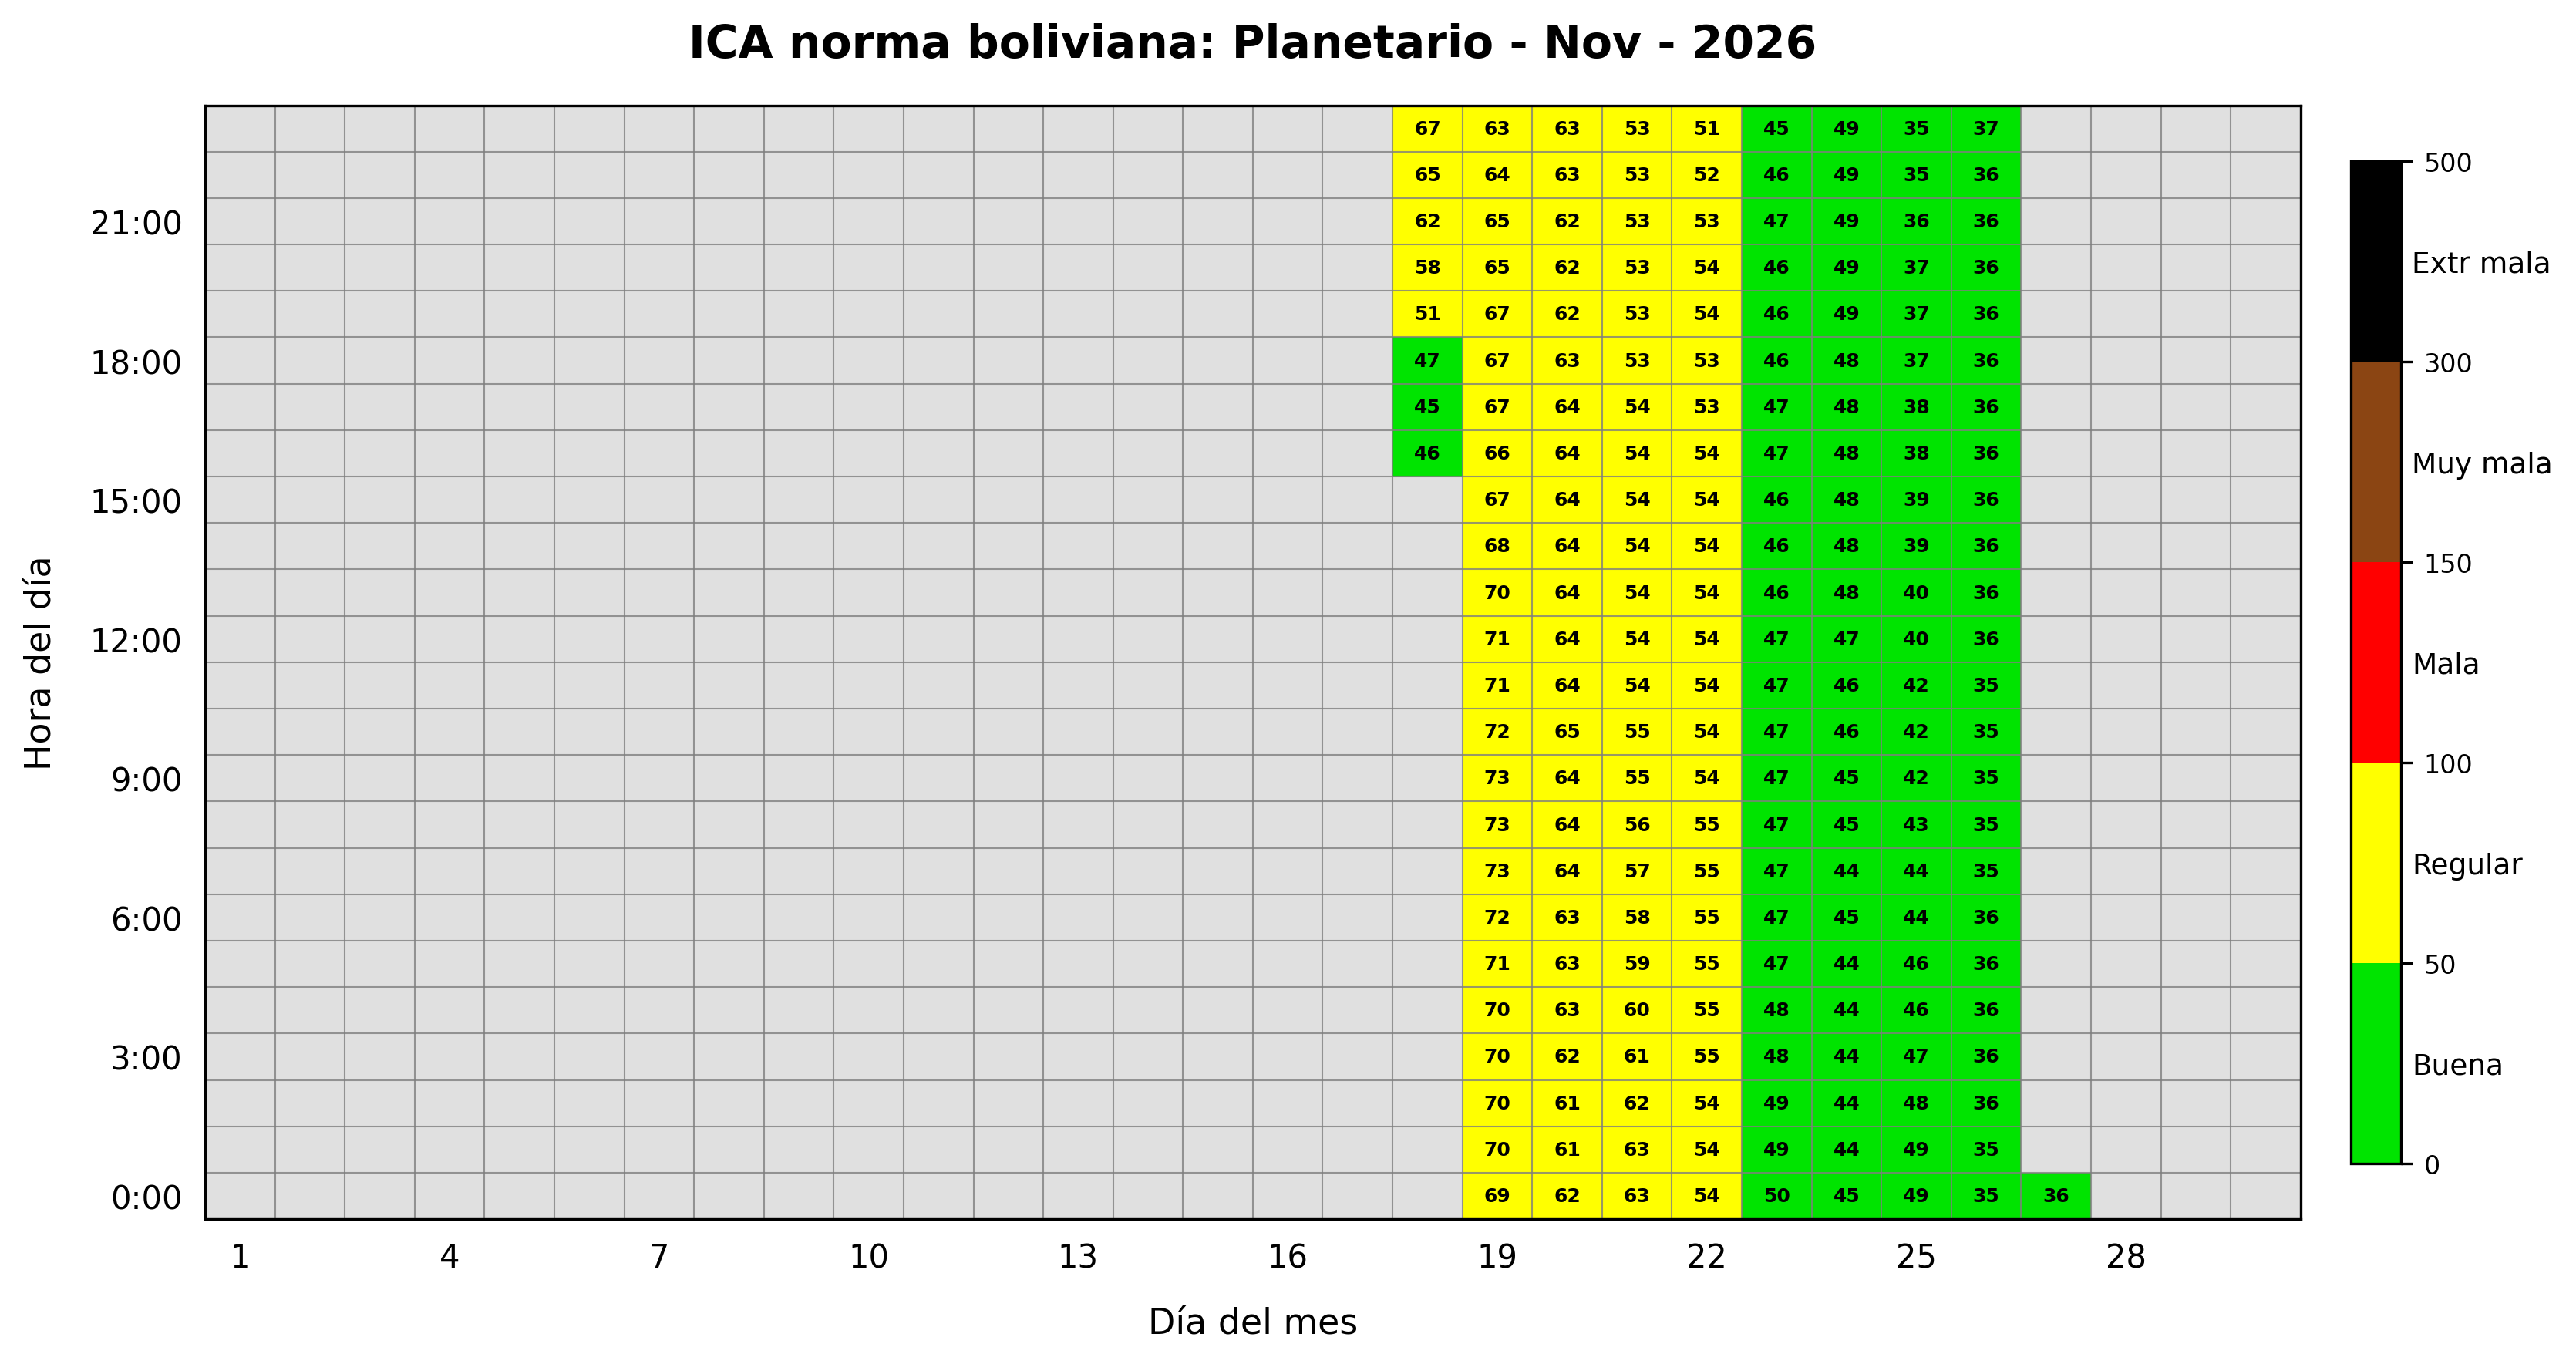 ICA norma boliviana: Planetario - Nov - 2026
67 63 63 53 51 45 49 35 37
65 64 63 53 52 46 49 35 36
21:00 62 65 62 53 53 47 49 36 36
58 65 62 53 54 46 49 37 36
51 67 62 53 54 46 49 37 36
18:00 47 67 63 53 53 46 48 37 36
45 67 64 54 53 47 48 38 36
46 66 64 54 54 47 48 38 36
15:00 67 64 54 54 46 48 39 36
68 64 54 54 46 48 39 36
70 64 54 54 46 48 40 36
12:00 71 64 54 54 47 47 40 36
71 64 54 54 47 46 42 35
72 65 55 54 47 46 42 35
9:00 73 64 55 54 47 45 42 35
73 64 56 55 47 45 43 35
73 64 57 55 47 44 44 35
6:00 72 63 58 55 47 45 44 36
71 63 59 55 47 44 46 36
70 63 60 55 48 44 46 36
3:00 70 62 61 55 48 44 47 36
70 61 62 54 49 44 48 36
70 61 63 54 49 44 49 35
0:00 69 62 63 54 50 45 49 35 36
1 4 7 10 13 16 19 22 25 28
Día del mes
Hora del día
500
Extr mala
300
Muy mala
150
Mala
100
Regular
50
Buena
0